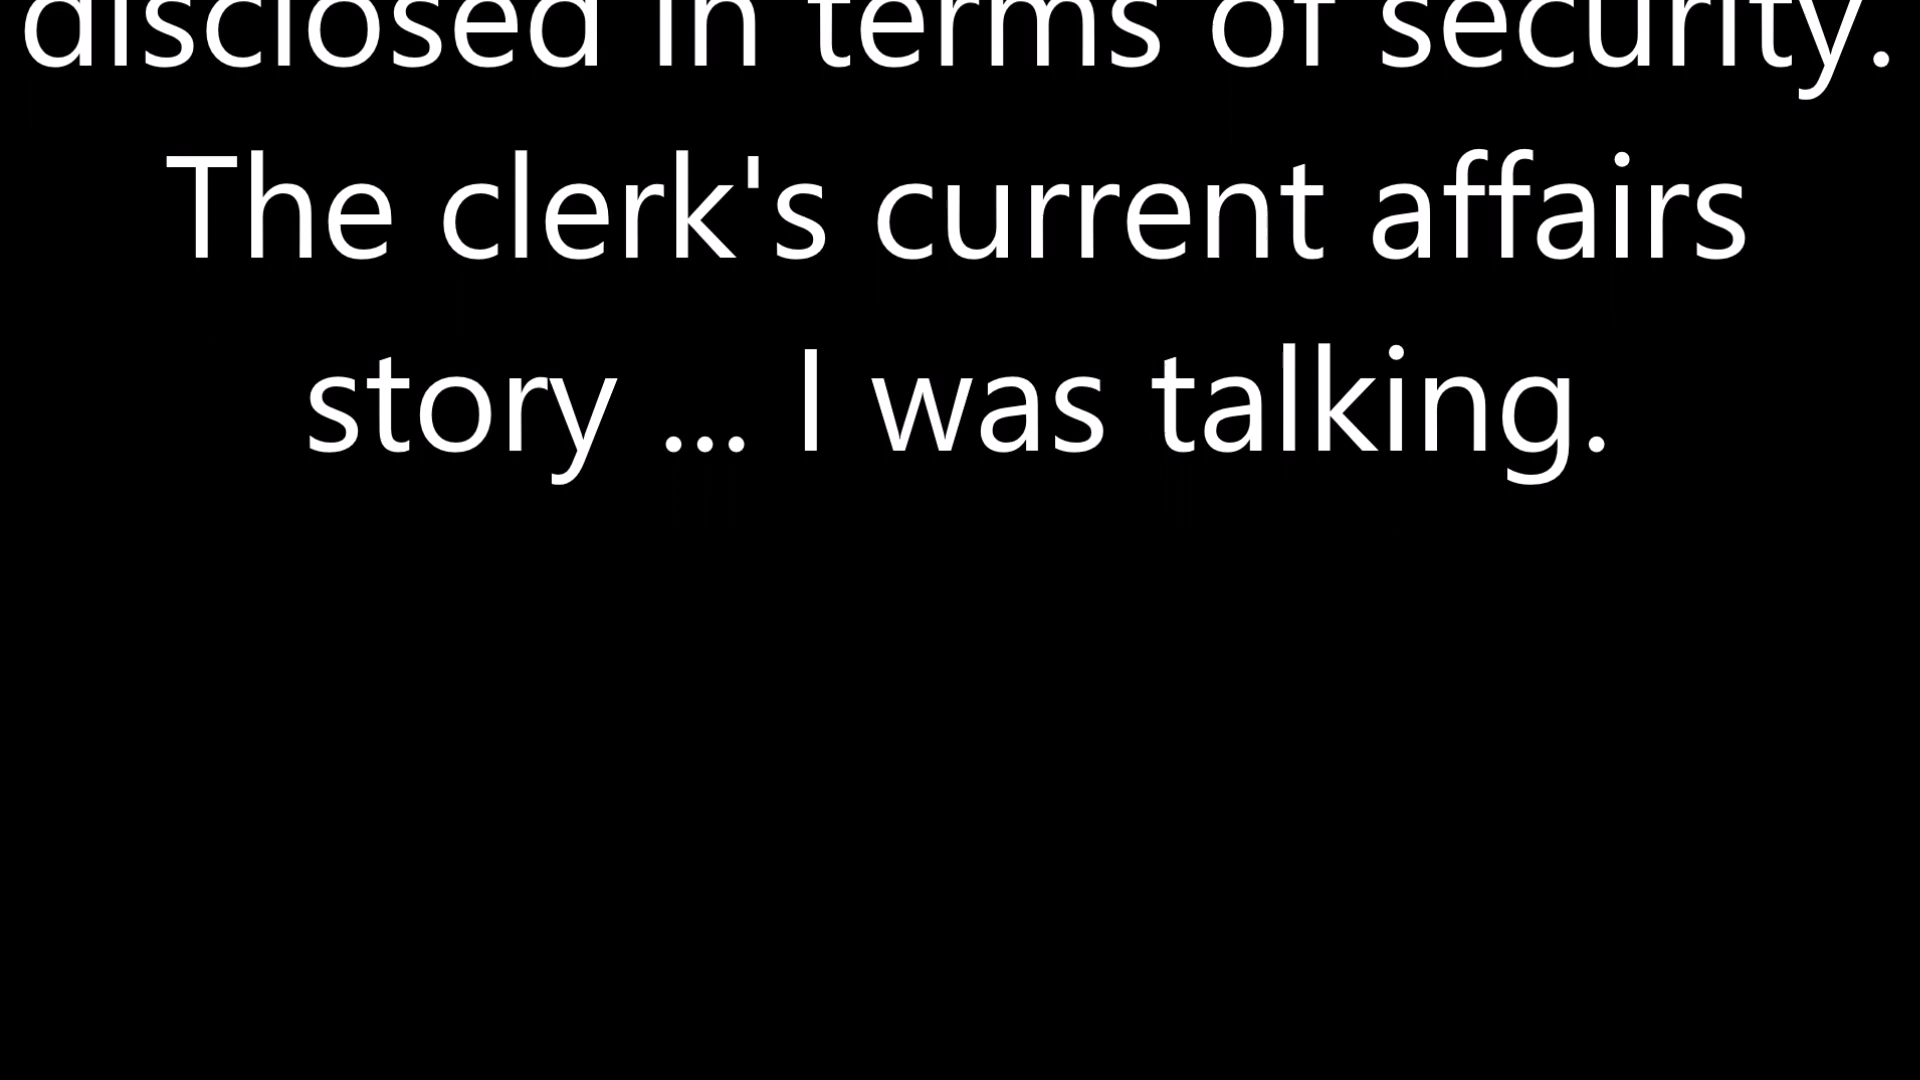 disclosed in terms of security.
The clerk's current affairs
story ... I was talking.